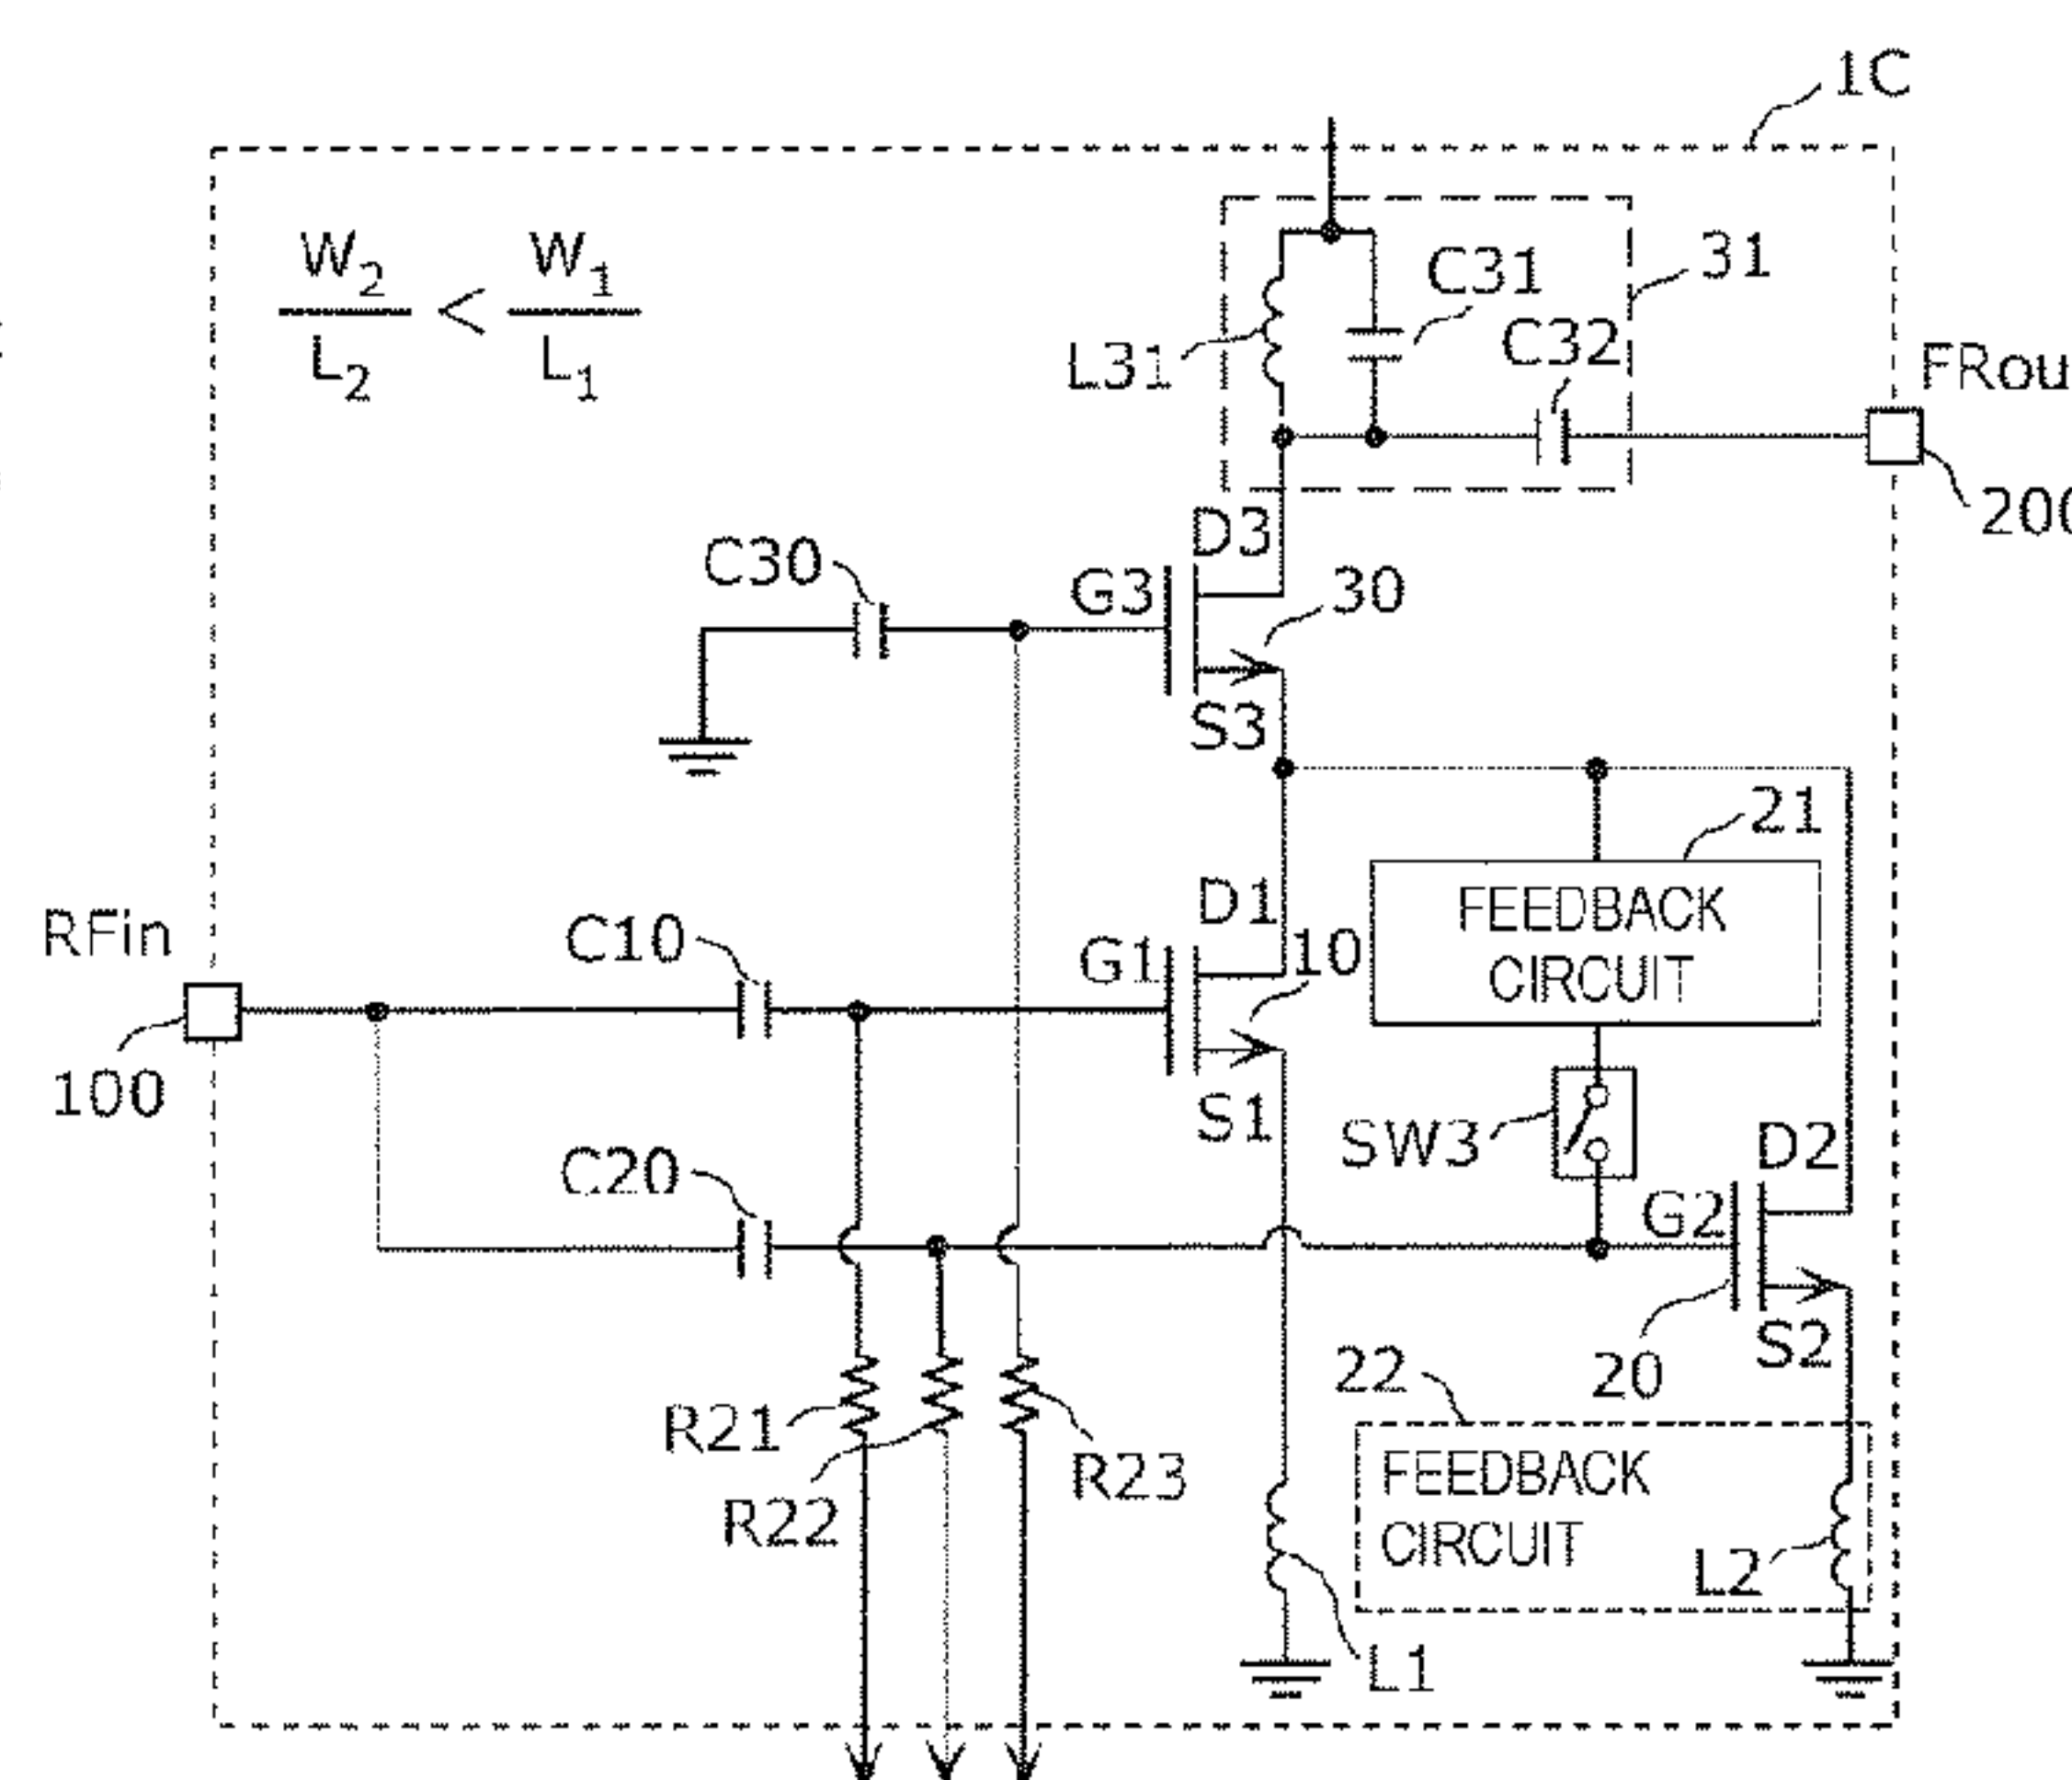 1C
W2
L2
<
W1
L1
31
C31
C32
L31
FRou
200
D3
C30
G3
30
S3
21
FEEDBACK
CIRCUIT
D1
RFin
C10
G1
10
100
S1
SW3
D2
C20
G2
S2
22
20
R21
FEEDBACK
CIRCUIT
R23
R22
L2
L1